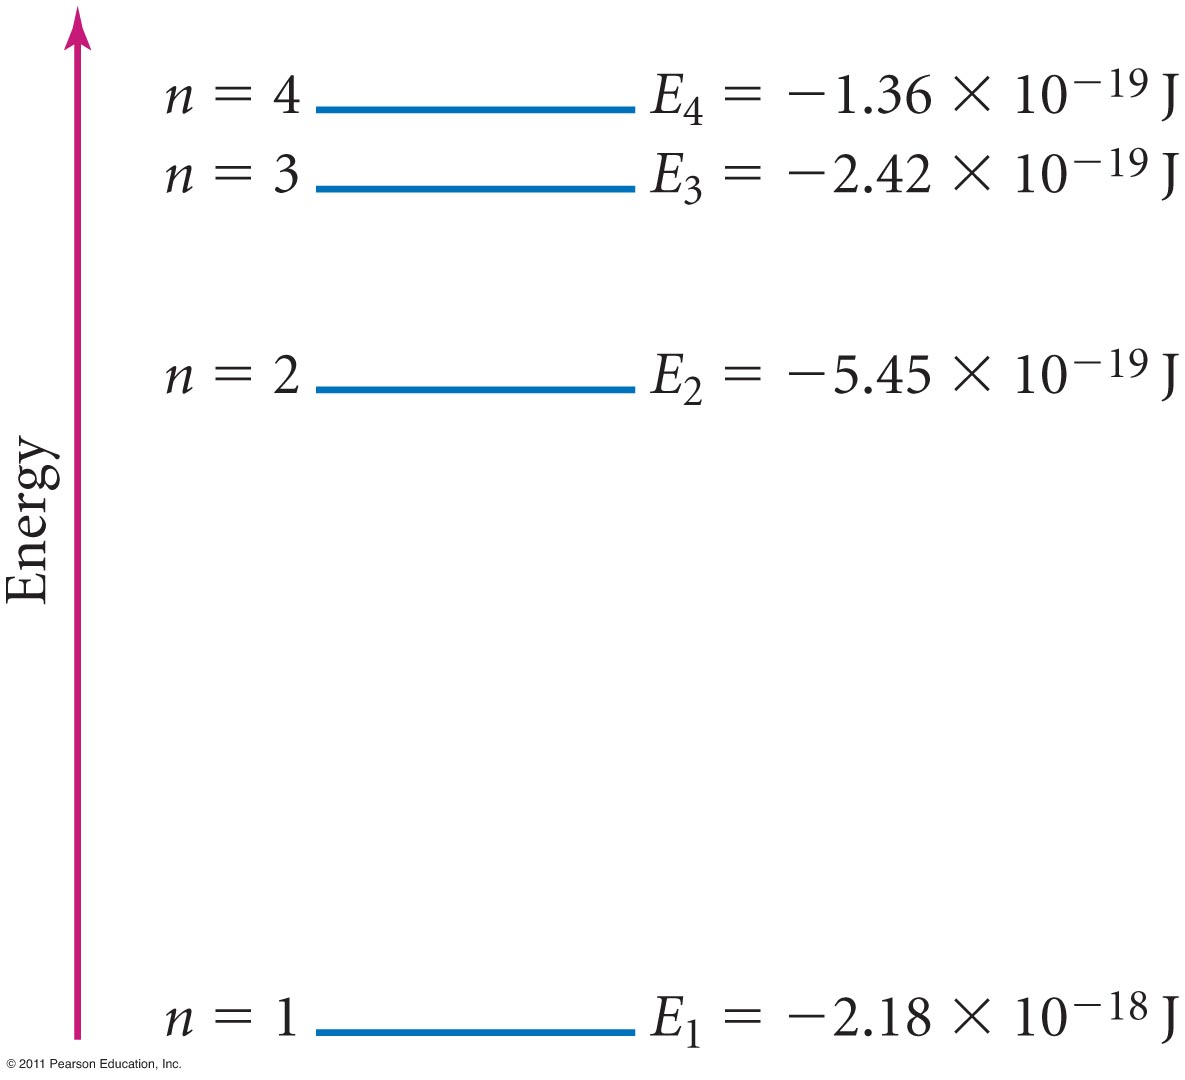 n = 4 E₄ = −1.36 × 10⁻¹⁹ J
n = 3 E₃ = −2.42 × 10⁻¹⁹ J
n = 2 E₂ = −5.45 × 10⁻¹⁹ J
Energy
n = 1 E₁ = −2.18 × 10⁻¹⁸ J
© 2011 Pearson Education, Inc.